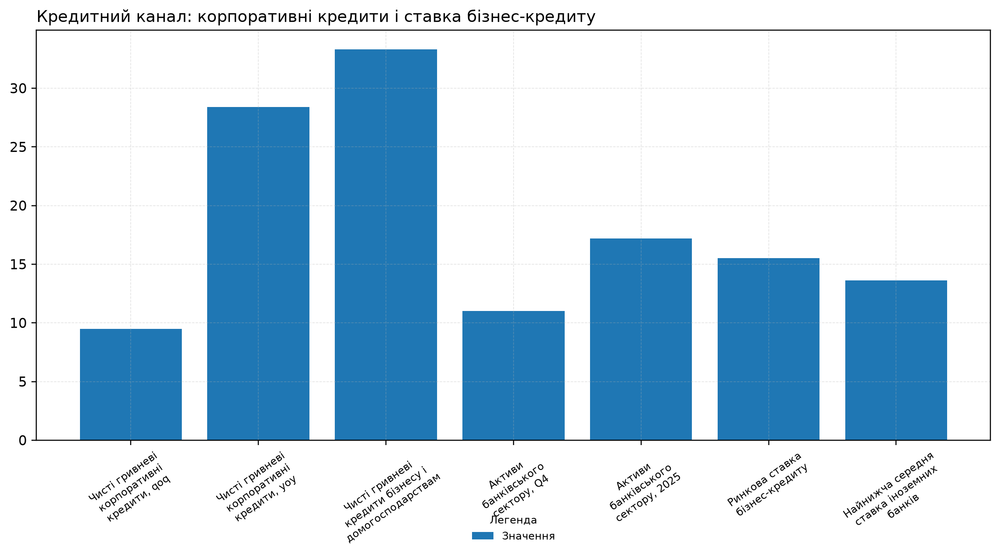 Кредитний канал: корпоративні кредити і ставка бізнес-кредиту
30
25
20
15
10
5
0
Чисті гривневі
корпоративні
кредити, qoq
Чисті гривневі
корпоративні
кредити, yoy
Чисті гривневі
кредити бізнесу і
домогосподарствам
Активи
банківського
сектору, Q4
Активи
банківського
сектору, 2025
Ринкова ставка
бізнес-кредиту
Найнижча середня
ставка іноземних
банків
Легенда
Значення